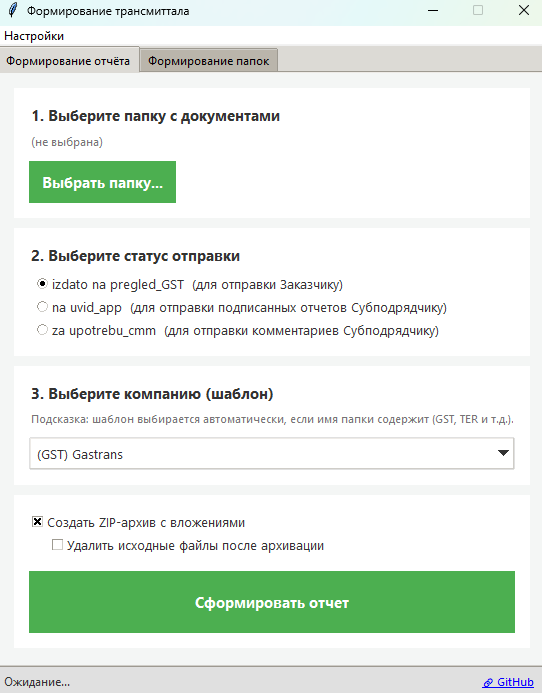 Формирование трансмиттала
Настройки
Формирование отчёта Формирование папок
1. Выберите папку с документами
(не выбрана)
Выбрать папку...
2. Выберите статус отправки
izdato na pregled_GST (для отправки Заказчику)
na uvid_app (для отправки подписанных отчетов Субподрядчику)
za upotrebu_cmm (для отправки комментариев Субподрядчику)
3. Выберите компанию (шаблон)
Подсказка: шаблон выбирается автоматически, если имя папки содержит (GST, TER и т.д.).
(GST) Gastrans
Создать ZIP-архив с вложениями
Удалить исходные файлы после архивации
Сформировать отчет
Ожидание... GitHub